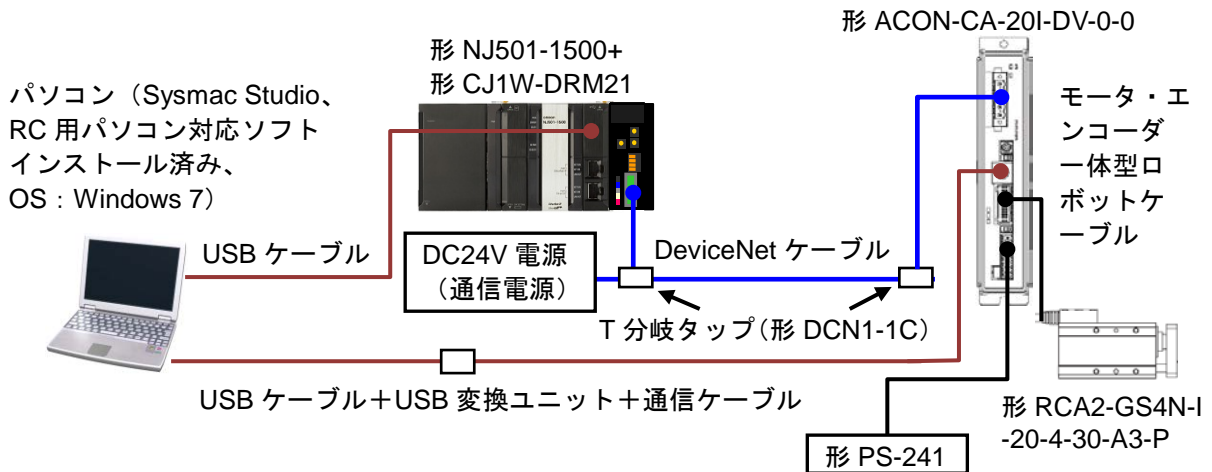 形 ACON-CA-20I-DV-0-0
形 NJ501-1500+
形 CJ1W-DRM21
パソコン（Sysmac Studio、
RC 用パソコン対応ソフト
インストール済み、
OS：Windows 7）
モータ・エ
ンコーダ
一体型ロ
ボットケ
ーブル
USB ケーブル
DC24V 電源
（通信電源）
DeviceNet ケーブル
T 分岐タップ（形 DCN1-1C）
USB ケーブル＋USB 変換ユニット＋通信ケーブル
形 RCA2-GS4N-I
-20-4-30-A3-P
形 PS-241